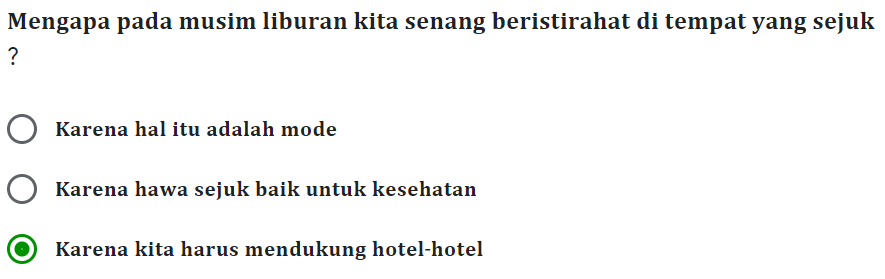 Mengapa pada musim liburan kita senang beristirahat di tempat yang sejuk
?
Karena hal itu adalah mode
Karena hawa sejuk baik untuk kesehatan
Karena kita harus mendukung hotel-hotel